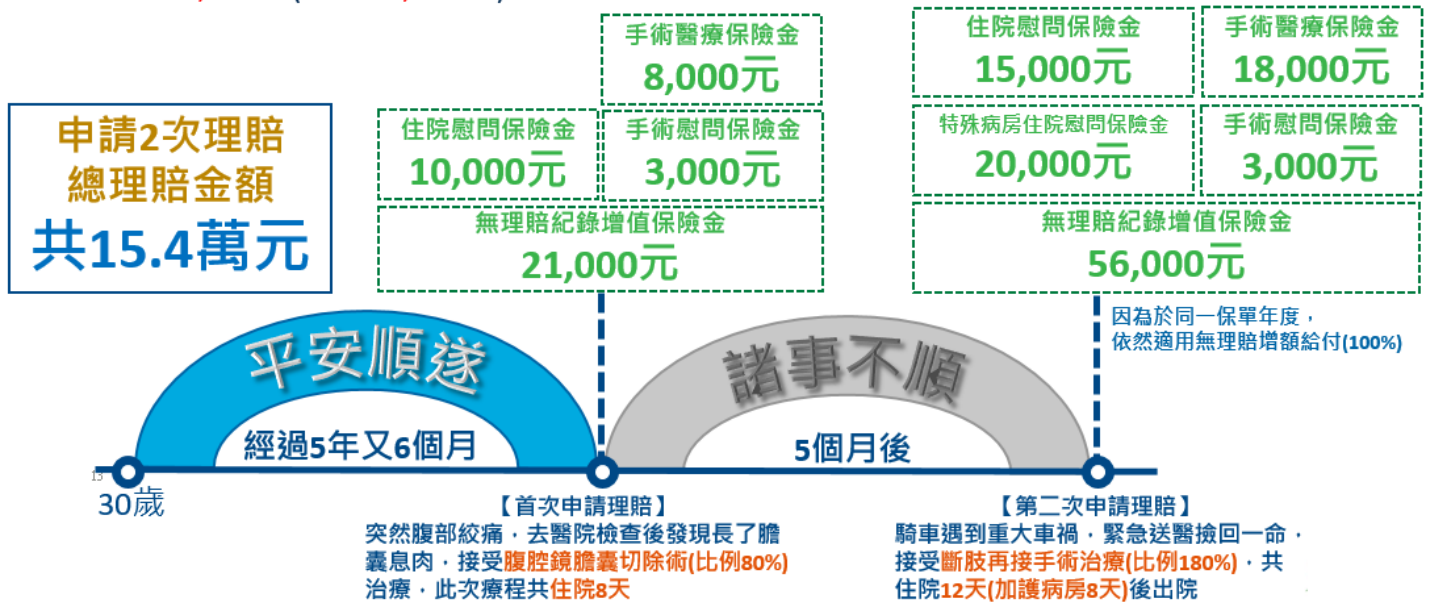 手術醫療保險金
8,000元
住院慰問保險金
15,000元
手術醫療保險金
18,000元
申請2次理賠
總理賠金額
共15.4萬元
住院慰問保險金
10,000元
手術慰問保險金
3,000元
特殊病房住院慰問保險金
20,000元
手術慰問保險金
3,000元
無理賠紀錄增值保險金
21,000元
無理賠紀錄增值保險金
56,000元
因為於同一保單年度，
依然適用無理賠增額給付(100%)
平安順遂
諸事不順
經過5年又6個月
5個月後
13
30歲
【首次申請理賠】
突然腹部絞痛，去醫院檢查後發現長了膽
囊息肉，接受腹腔鏡膽囊切除術(比例80%)
治療，此次療程共住院8天
【第二次申請理賠】
騎車遇到重大車禍，緊急送醫撿回一命，
接受斷肢再接手術治療(比例180%)，共
住院12天(加護病房8天)後出院